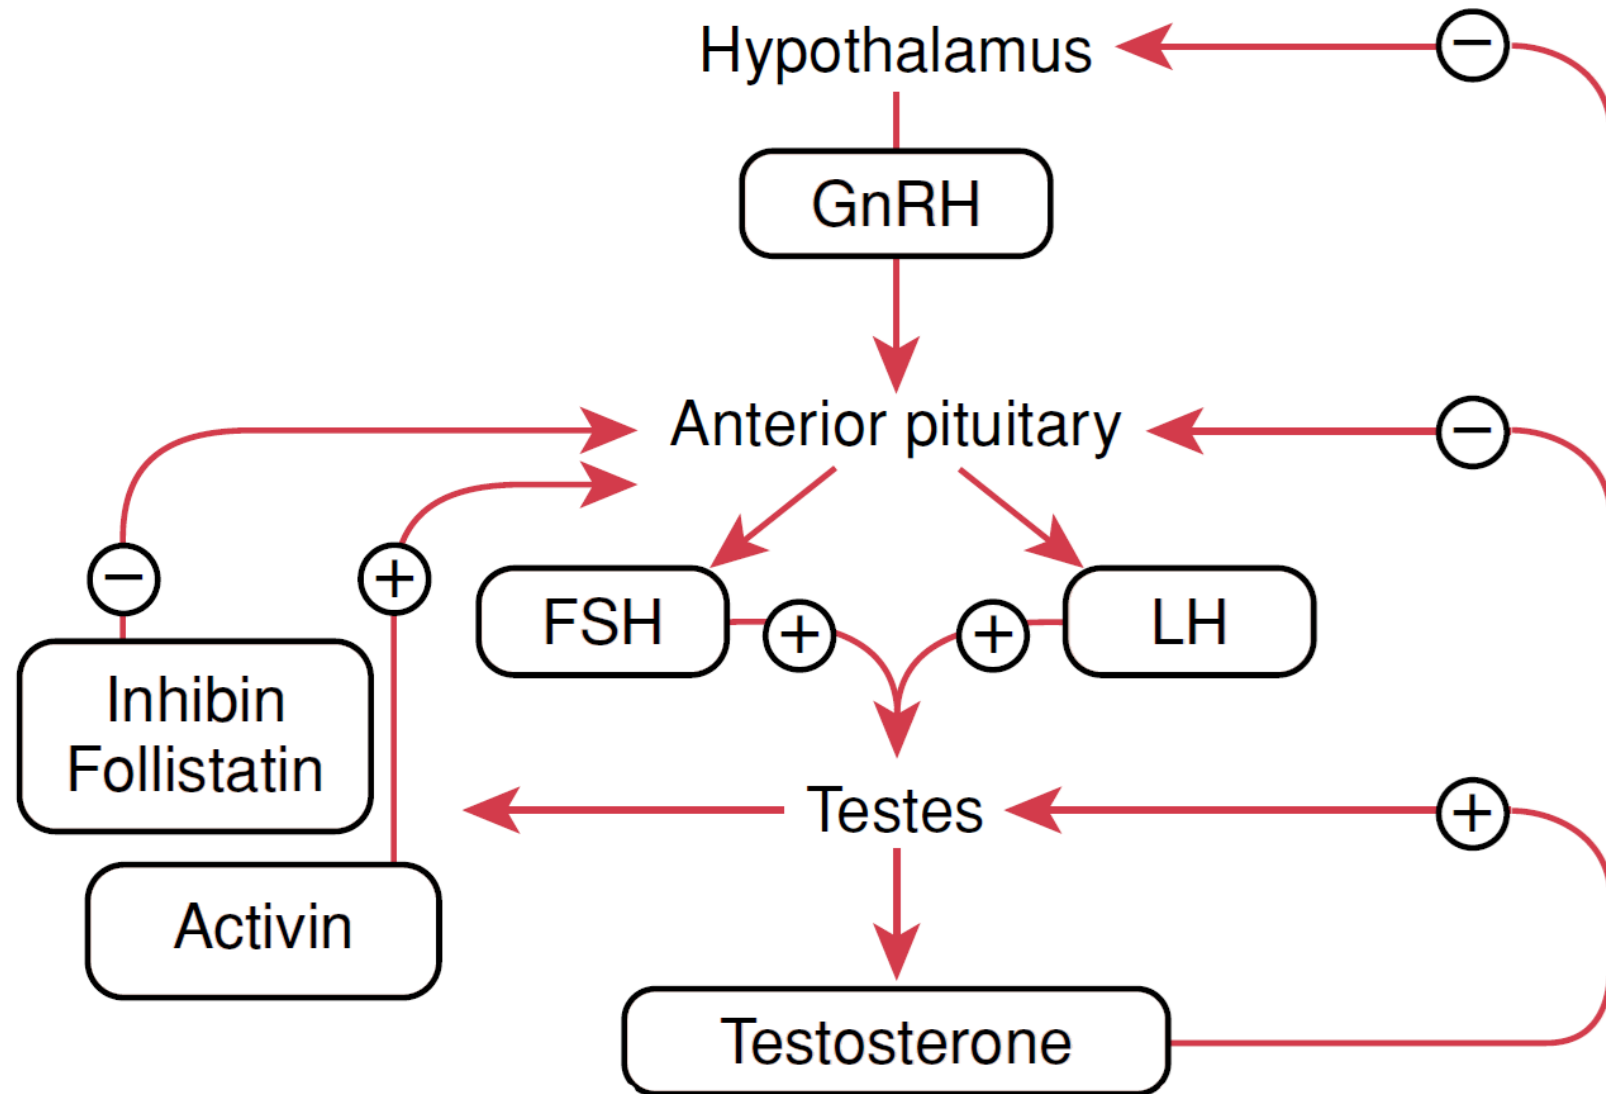 Hypothalamus
−
GnRH
Anterior pituitary
−
−
+
FSH
+
+
LH
Inhibin
Follistatin
Testes
+
Activin
Testosterone